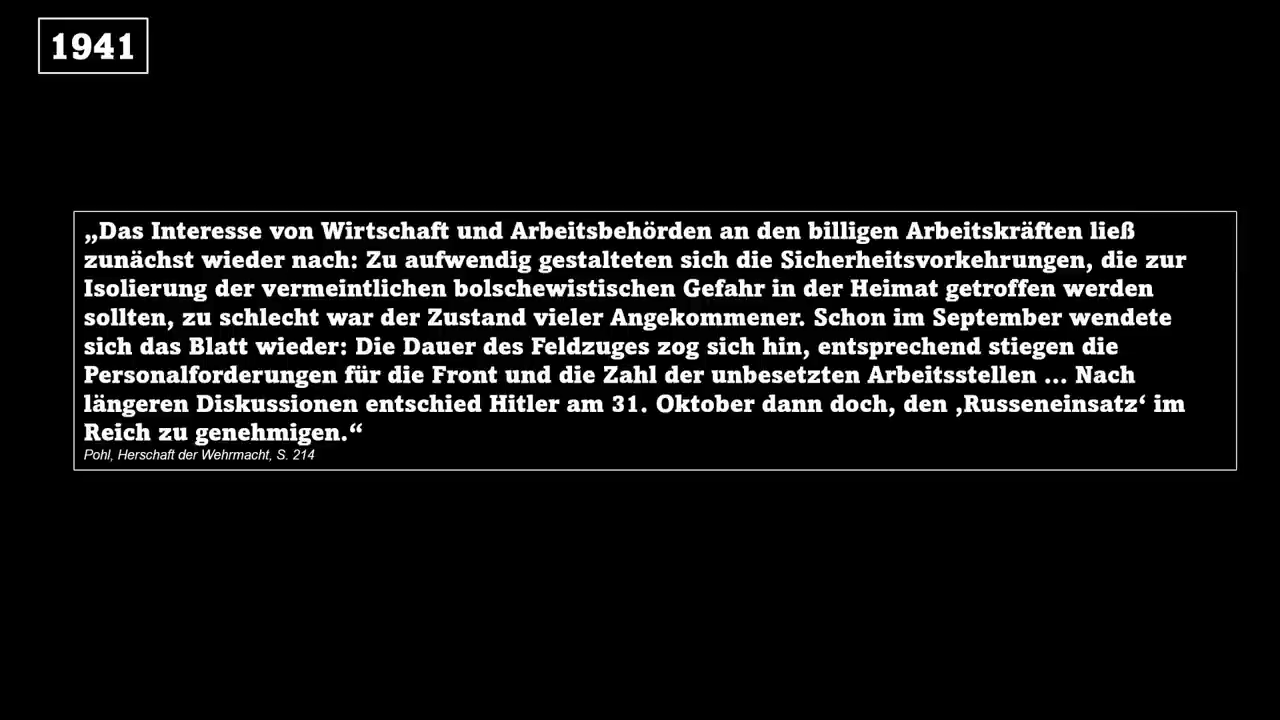 1941
„Das Interesse von Wirtschaft und Arbeitsbehörden an den billigen Arbeitskräften ließ
zunächst wieder nach: Zu aufwendig gestalteten sich die Sicherheitsvorkehrungen, die zur
Isolierung der vermeintlichen bolschewistischen Gefahr in der Heimat getroffen werden
sollten, zu schlecht war der Zustand vieler Angekommener. Schon im September wendete
sich das Blatt wieder: Die Dauer des Feldzuges zog sich hin, entsprechend stiegen die
Personalforderungen für die Front und die Zahl der unbesetzten Arbeitsstellen ... Nach
längeren Diskussionen entschied Hitler am 31. Oktober dann doch, den ‚Russeneinsatz‘ im
Reich zu genehmigen.“
Pohl, Herschaft der Wehrmacht, S. 214